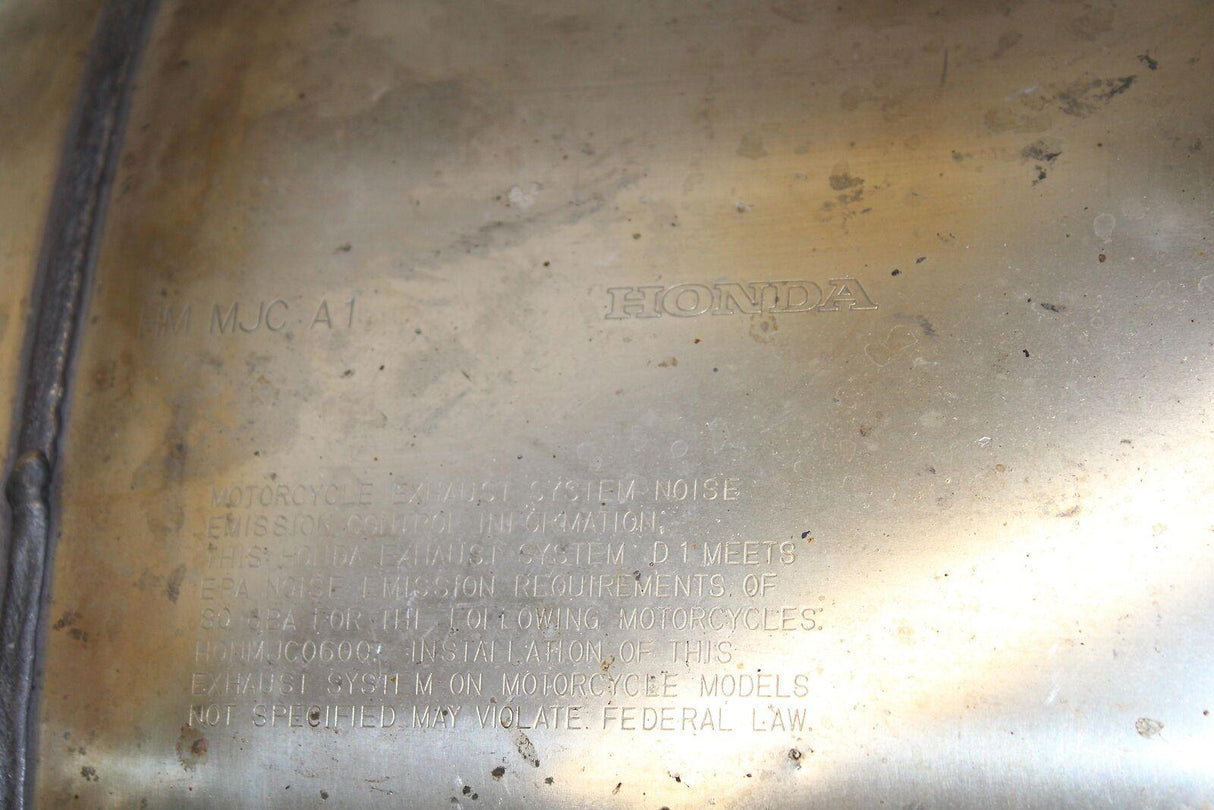 HM MJC A1
HONDA
MOTORCYCLE EXHAUST SYSTEM NOISE
EMISSION CONTROL INFORMATION,
THIS HONDA EXHAUST SYSTEM D1 MEETS
EPA NOISE EMISSION REQUIREMENTS OF
80 dBA FOR THE FOLLOWING MOTORCYCLES:
HONMJC0600. INSTALLATION OF THIS
EXHAUST SYSTEM ON MOTORCYCLE MODELS
NOT SPECIFIED MAY VIOLATE FEDERAL LAW.